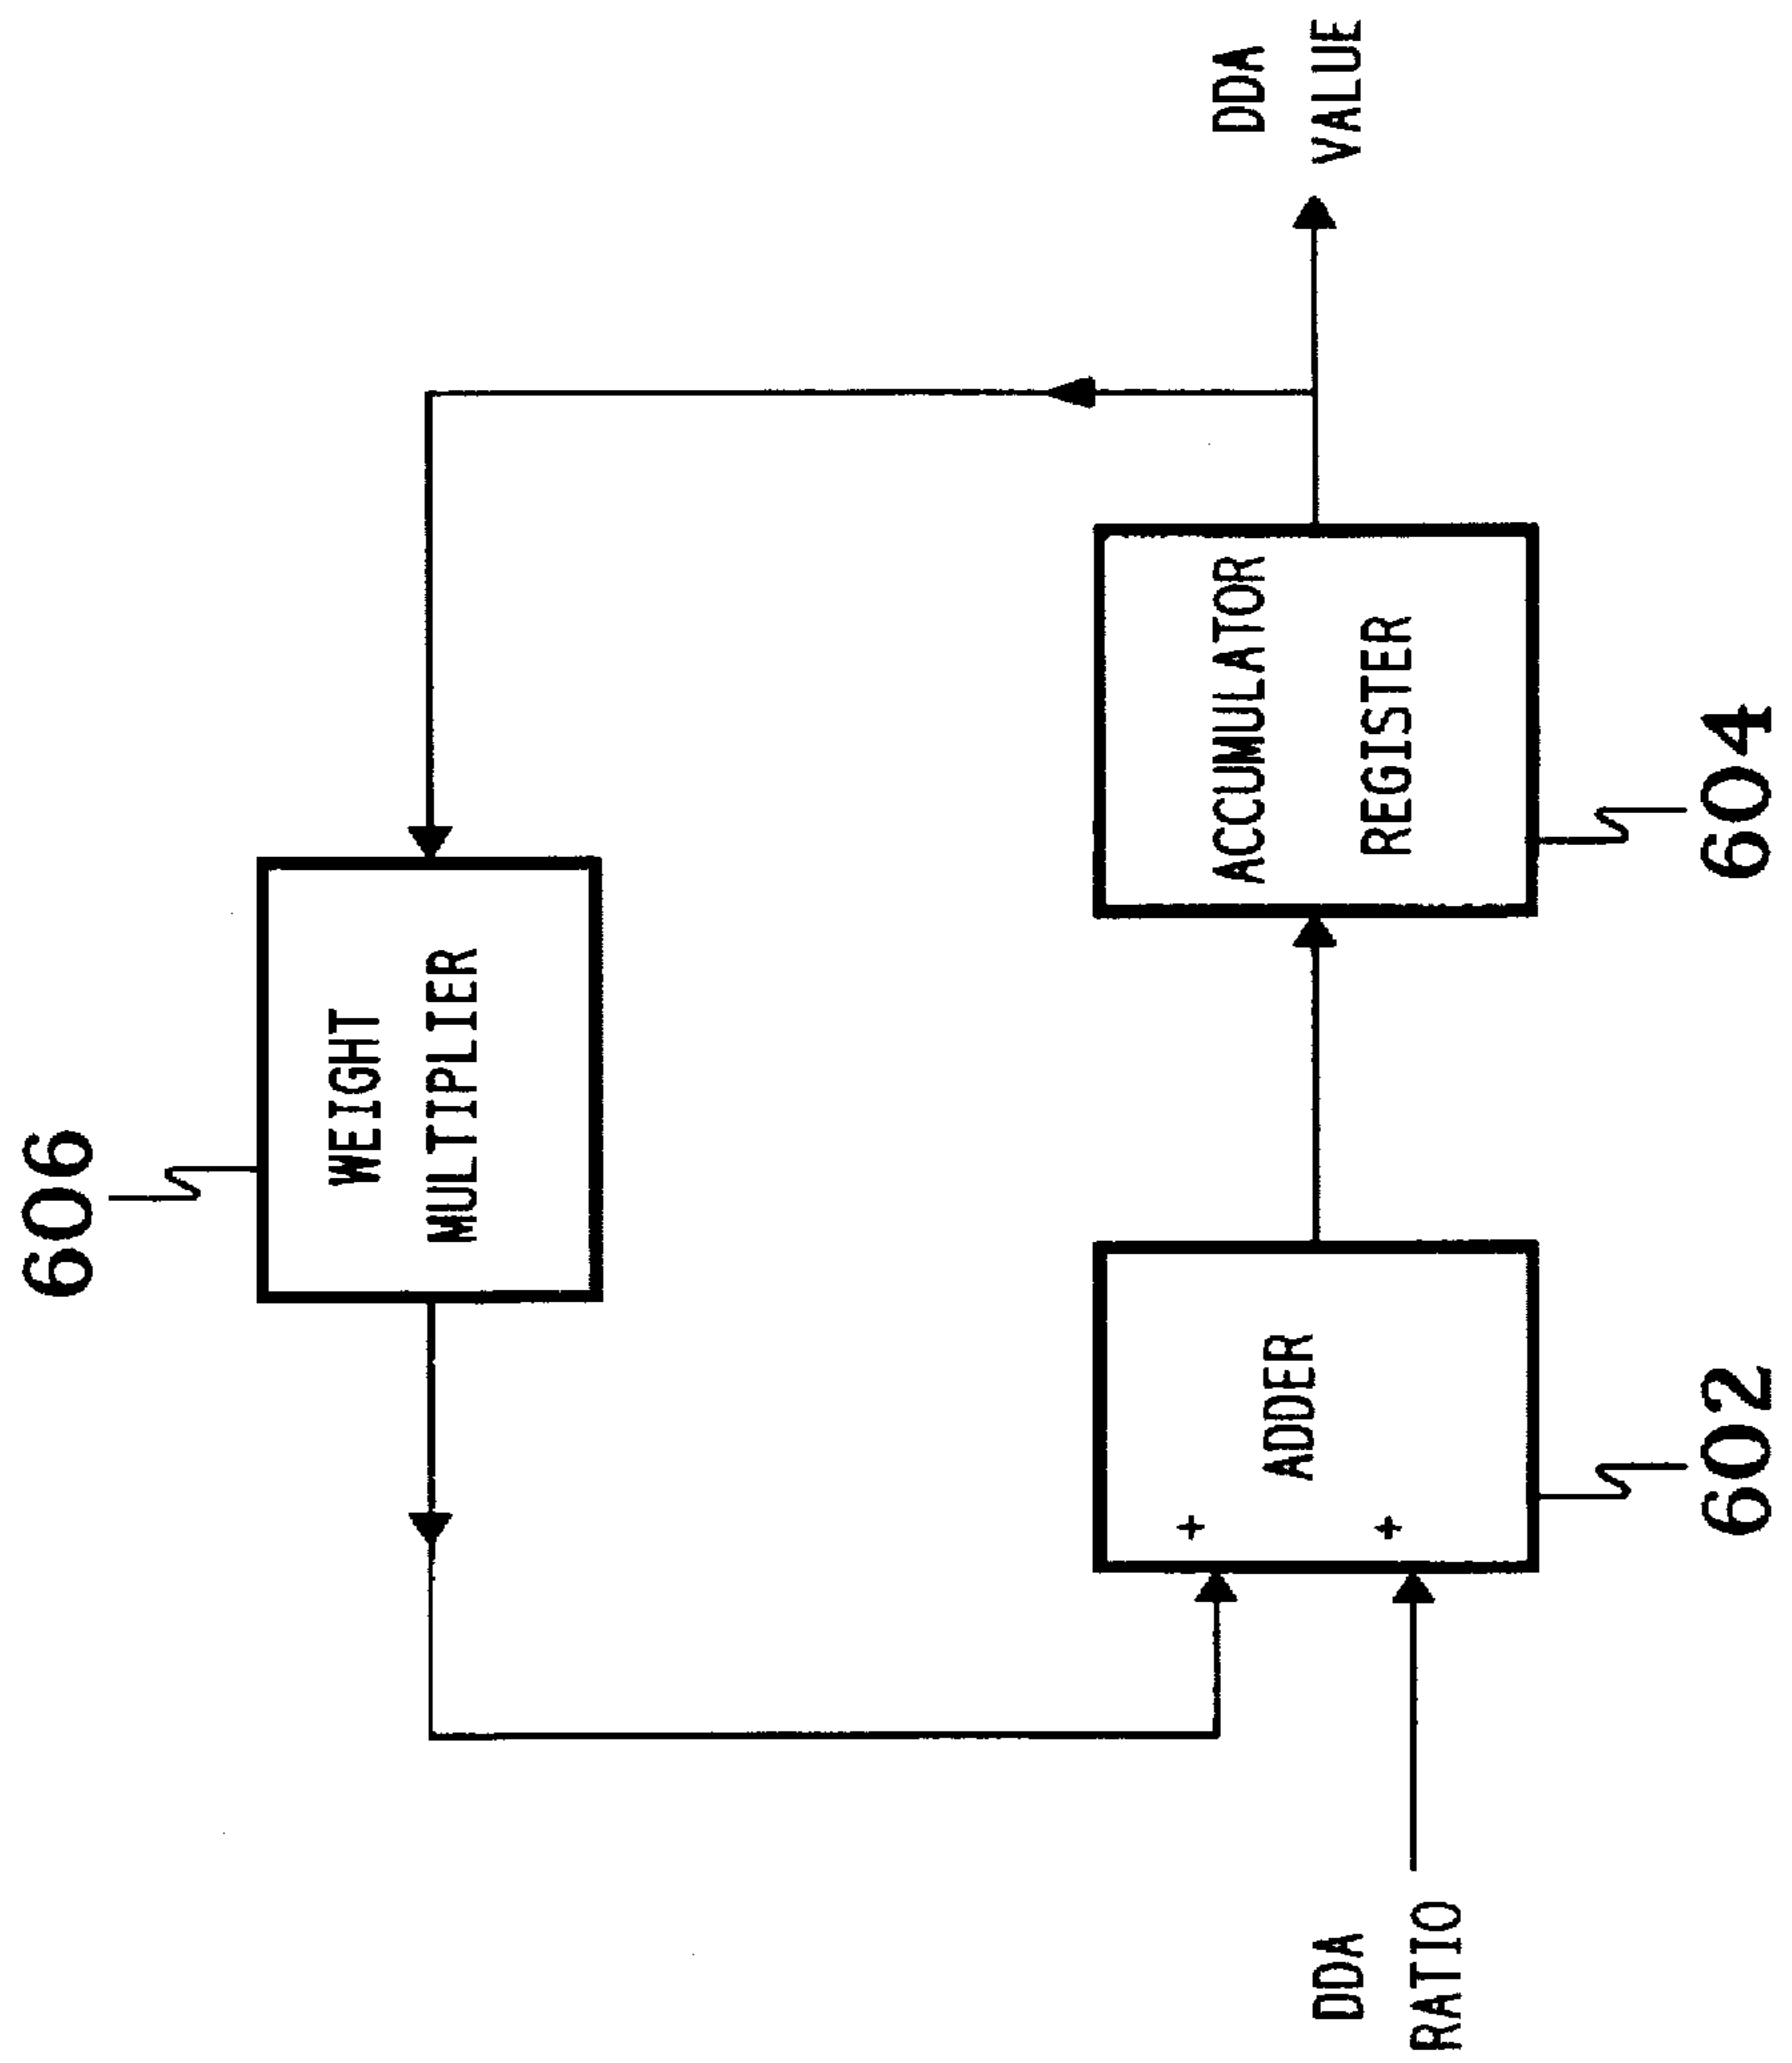 606
WEIGHT
MULTIPLIER
DDA
VALUE
ACCUMULATOR
REGISTER
604
ADDER
+
+
602
DDA
RATIO